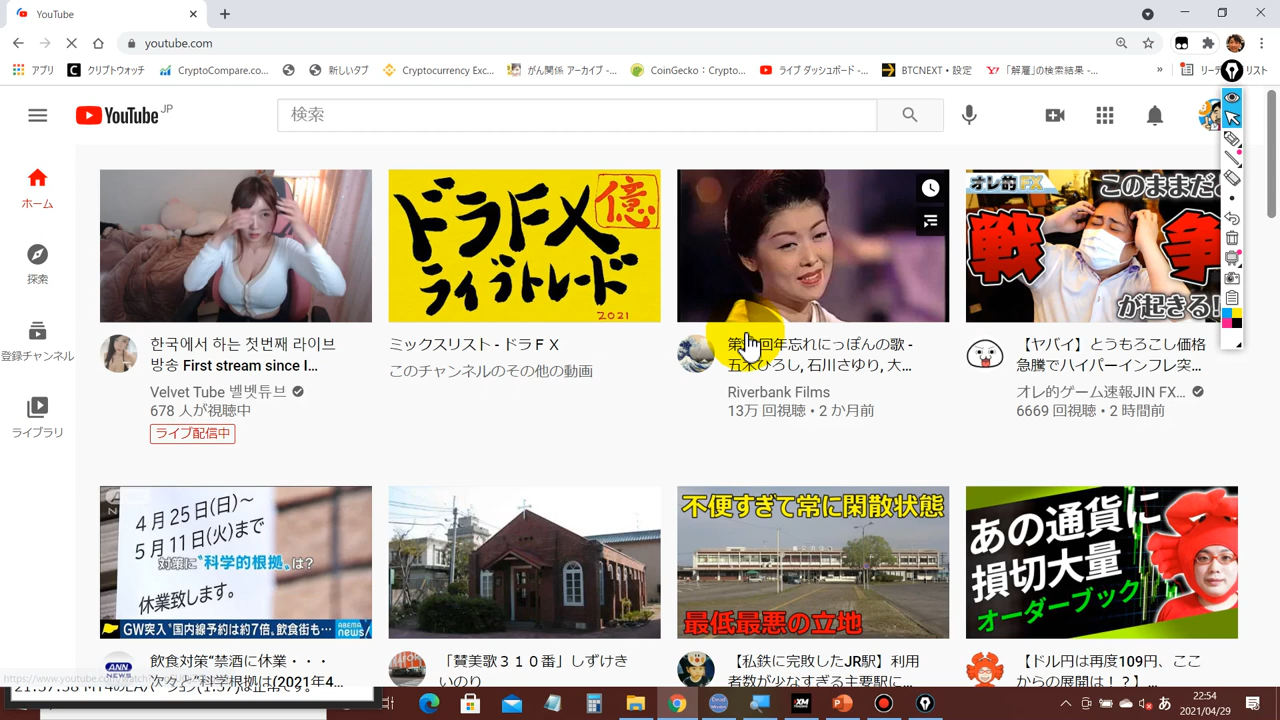 YouTube
youtube.com
アプリ
クリプトウォッチ
CryptoCompare.co...
新しいタブ
Cryptocurrency Exc...
がん関係 アーカイブ -...
CoinGecko：Crypto...
ライブ ダッシュボード -...
BTCNEXT・設定
「解雇」の検索結果 -...
»
リスト
YouTube JP
検索
ホーム
探索
登録チャンネル
ライブラリ
한국에서 하는 첫번째 라이브
방송 First stream since I...
Velvet Tube 벨벳튜브
678 人が視聴中
ライブ配信中
ドラFX
億
ライブトレード
2021
ミックスリスト - ドラＦＸ
このチャンネルのその他の動画
回年忘れにっぽんの歌 -
五木ひろし, 石川さゆり, 大...
Riverbank Films
13万 回視聴・2 か月前
オレ的FX
このままだと
戦争
が起きる!
【ヤバイ】とうもろこし価格
急騰でハイパーインフレ突...
オレ的ゲーム速報JIN FX...
6669 回視聴・2 時間前
4月25日(日)～
5月11日(火)まで
対策に“科学的根拠”は?
休業致します。
GW突入“国内線予約は約7倍”飲食街も…
ABEMA news/
ANN NEWS
飲食対策“禁酒に休業・・・
次々と“科学的根拠は(2021年4...
「賛美歌３１０番」しずけき
いのり
不便すぎて常に閑散状態
最低最悪の立地
【私鉄に完敗したJR駅】利用
者数が少なすぎる主要駅に...
あの通貨に
損切大量
オーダーブック
【ドル円は再度109円、ここ
からの展開は！？】
https://www.youtube.com/watch?
XM
22:54
2021/04/29